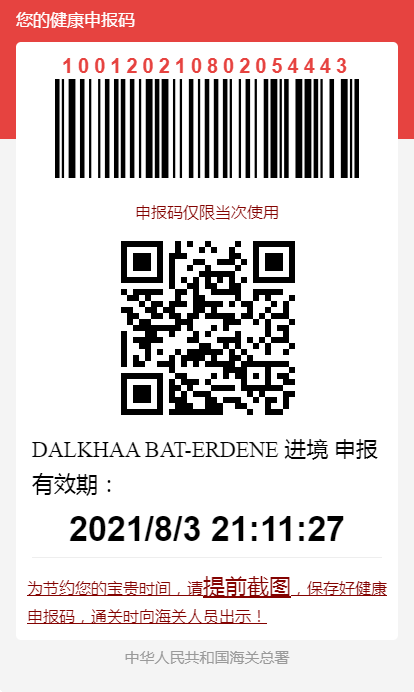 您的健康申报码
100120210802054443
申报码仅限当次使用
DALKHAA BAT-ERDENE 进境 申报
有效期：
2021/8/3 21:11:27
为节约您的宝贵时间，请提前截图，保存好健康
申报码，通关时向海关人员出示！
中华人民共和国海关总署